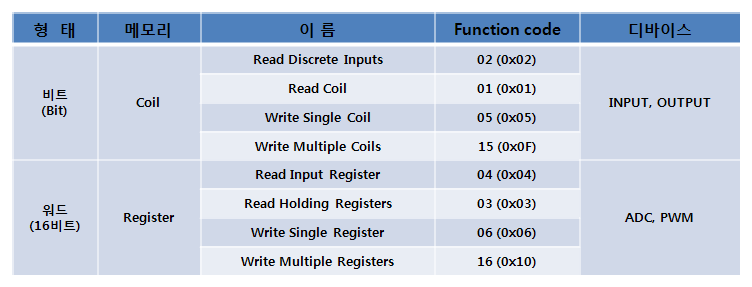 형 태 메모리 이 름 Function code 디바이스
비트
(Bit)
Coil
Read Discrete Inputs 02 (0x02)
Read Coil 01 (0x01)
Write Single Coil 05 (0x05)
Write Multiple Coils 15 (0x0F)
INPUT, OUTPUT
워드
(16비트)
Register
Read Input Register 04 (0x04)
Read Holding Registers 03 (0x03)
Write Single Register 06 (0x06)
Write Multiple Registers 16 (0x10)
ADC, PWM